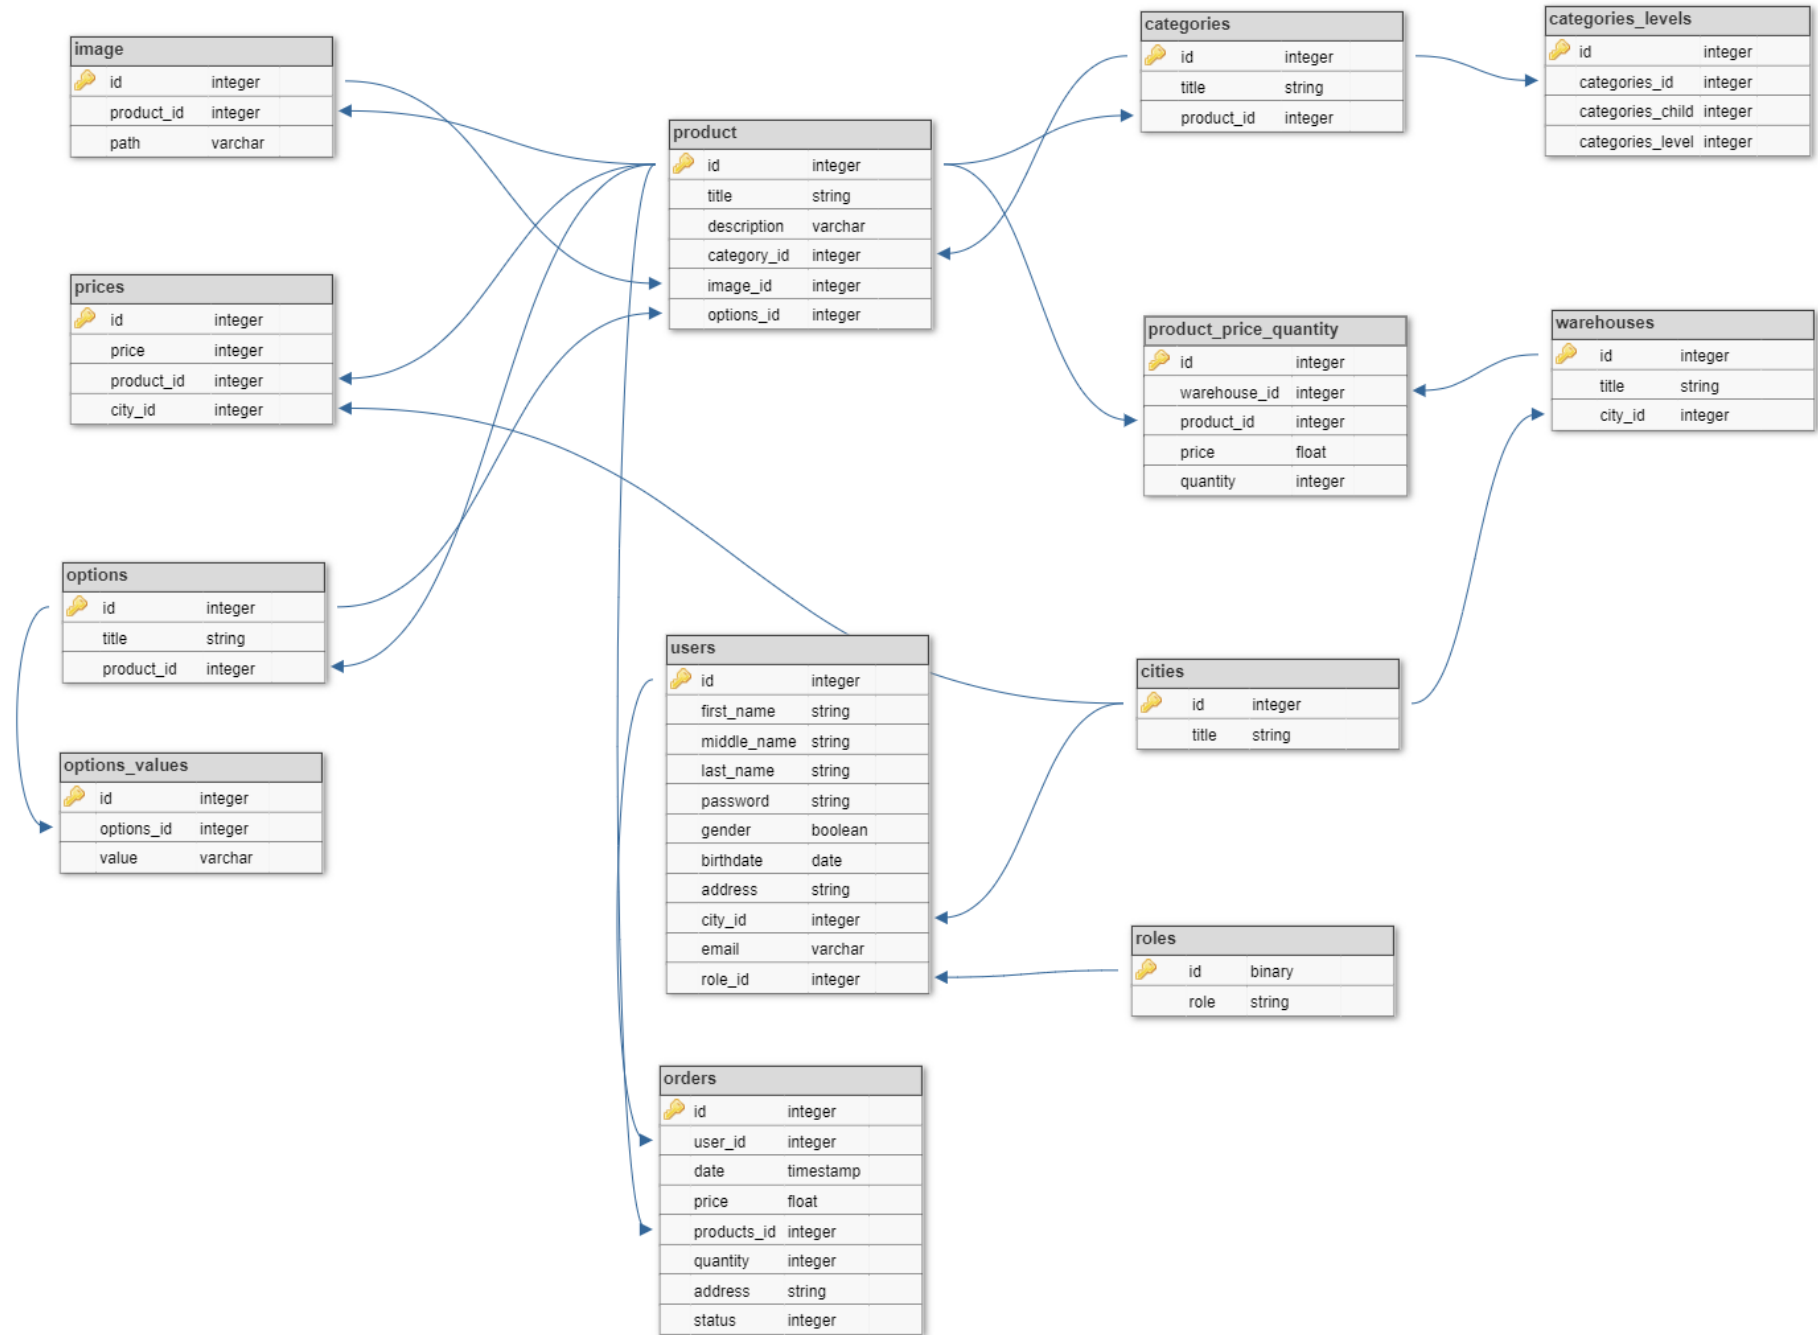 image
id integer
product_id integer
path varchar
prices
id integer
price integer
product_id integer
city_id integer
options
id integer
title string
product_id integer
options_values
id integer
options_id integer
value varchar
product
id integer
title string
description varchar
category_id integer
image_id integer
options_id integer
users
id integer
first_name string
middle_name string
last_name string
password string
gender boolean
birthdate date
address string
city_id integer
email varchar
role_id integer
orders
id integer
user_id integer
date timestamp
price float
products_id integer
quantity integer
address string
status integer
categories
id integer
title string
product_id integer
product_price_quantity
id integer
warehouse_id integer
product_id integer
price float
quantity integer
cities
id integer
title string
roles
id binary
role string
categories_levels
id integer
categories_id integer
categories_child integer
categories_level integer
warehouses
id integer
title string
city_id integer